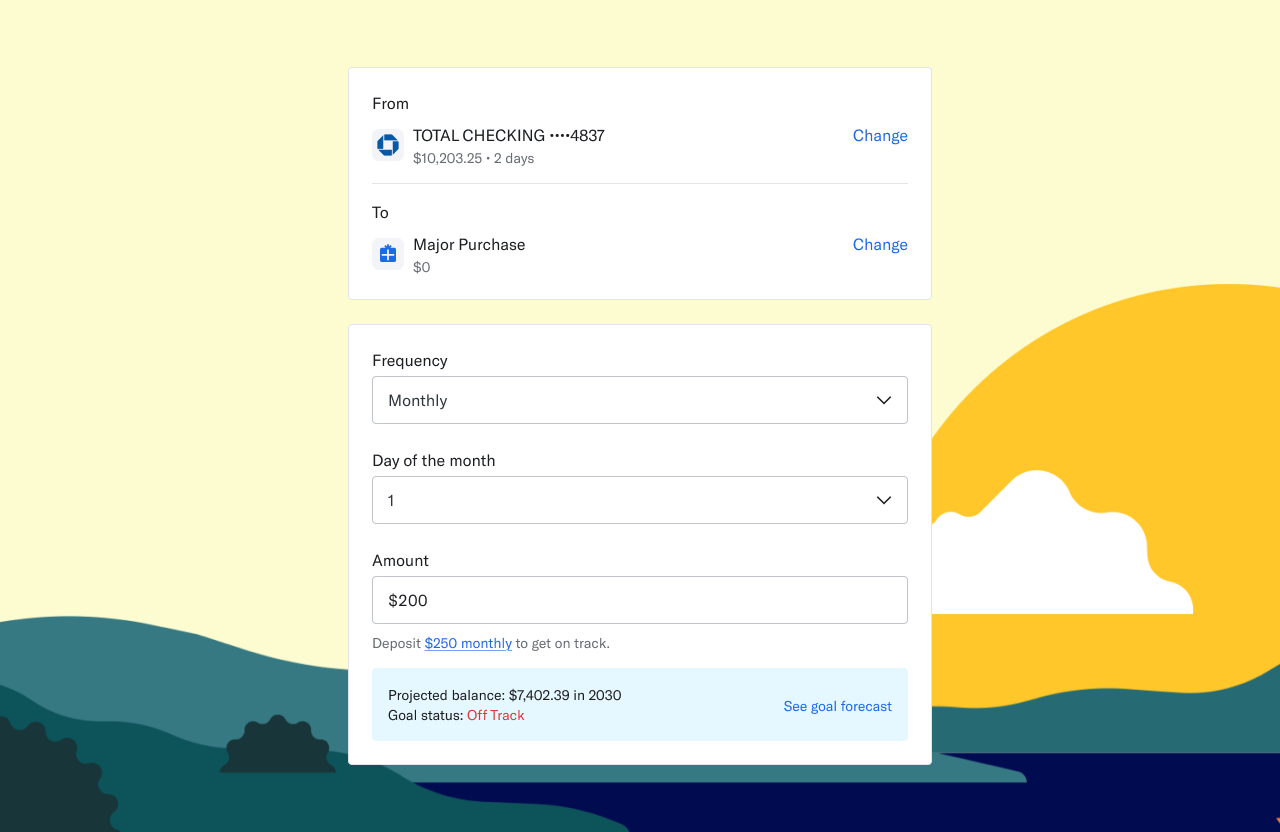 From
TOTAL CHECKING ••••4837
Change
$10,203.25 • 2 days
To
Major Purchase
Change
$0
Frequency
Monthly
Day of the month
1
Amount
$200
Deposit $250 monthly to get on track.
Projected balance: $7,402.39 in 2030
Goal status: Off Track
See goal forecast